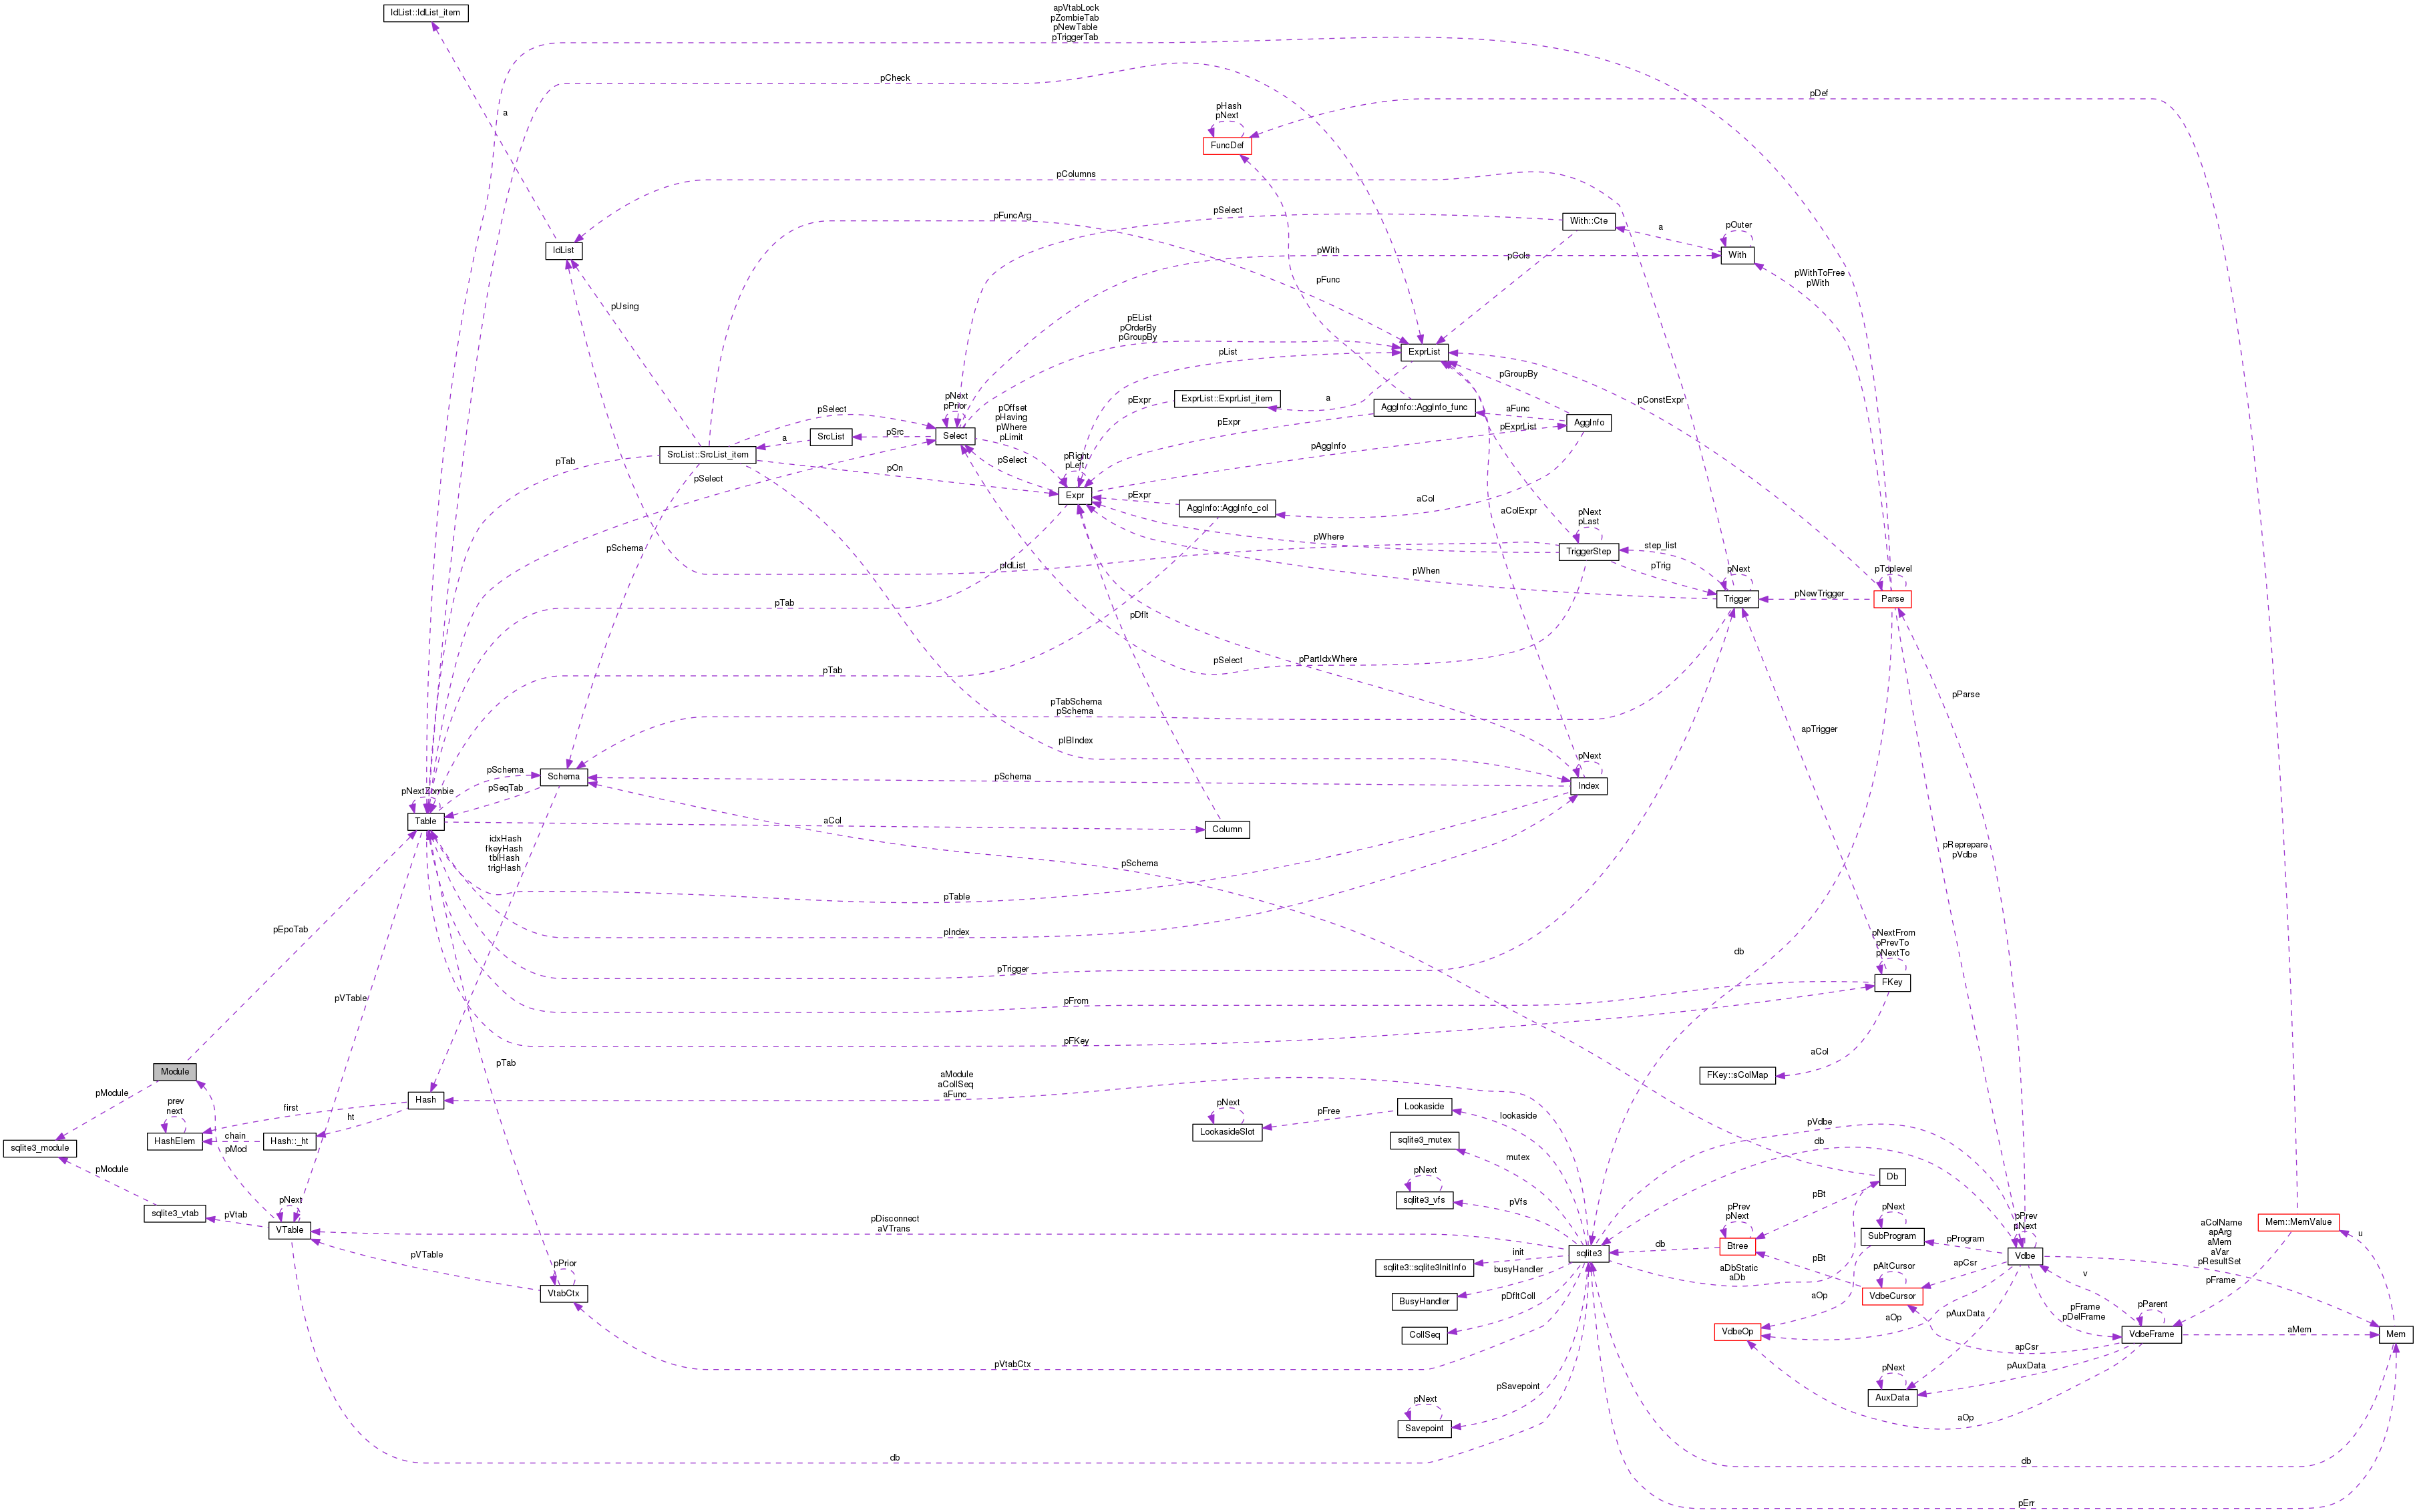 IdList::IdList_item
apVtabLock
pZombieTab
pNewTable
pTriggerTab
pCheck
pDef
a
pHash
pNext
FuncDef
pColumns
pFuncArg
pSelect
With::Cte
a
pOuter
With
IdList
pWith
pCols
pFunc
pWithToFree
pWith
pUsing
pEList
pOrderBy
pGroupBy
pList
ExprList
pGroupBy
pNext
pPrior
pExpr
ExprList::ExprList_item
a
AggInfo::AggInfo_func
aFunc
pConstExpr
pSelect
pOffset
pHaving
pWhere
pLimit
pExpr
pExprList
AggInfo
a
SrcList
pSrc
Select
SrcList::SrcList_item
pTab
pOn
pSelect
pSelect
pRight
pLeft
pAggInfo
Expr
pExpr
AggInfo::AggInfo_col
aCol
aColExpr
pNext
pLast
pWhere
TriggerStep
step_list
pSchema
pIdList
pWhen
pTrig
pNext
pToplevel
Trigger
pNewTrigger
Parse
pTab
pDflt
pTab
pSelect
pPartIdxWhere
pParse
pTabSchema
pSchema
apTrigger
pIBIndex
db
pSchema
Schema
pSchema
pNext
Index
pNextZombie
pSeqTab
Table
aCol
Column
idxHash
fkeyHash
tblHash
trigHash
pSchema
pReprepare
pVdbe
pTable
pEpoTab
pIndex
pNextFrom
pPrevTo
pNextTo
pTrigger
FKey
pVTable
pFrom
pFKey
pTab
aCol
Module
FKey::sColMap
pModule
aModule
aCollSeq
aFunc
prev
next
first
Hash
pNext
pFree
Lookaside
lookaside
HashElem
ht
Hash::_ht
chain
pMod
LookasideSlot
sqlite3_mutex
mutex
pVdbe
db
sqlite3_module
pModule
pNext
sqlite3_vfs
pVfs
Db
pBt
sqlite3_vtab
pVtab
pNext
VTable
pDisconnect
aVTrans
pPrev
pNext
Btree
db
pNext
SubProgram
pProgram
pPrev
pNext
Vdbe
Mem::MemValue
aColName
apArg
aMem
aVar
pResultSet
u
pVTable
init
sqlite3
sqlite3::sqlite3InitInfo
busyHandler
aDbStatic
aDb
pBt
pAltCursor
apCsr
v
pFrame
pPrior
VtabCtx
BusyHandler
pDfltColl
VdbeCursor
aOp
pAuxData
pFrame
pDelFrame
pParent
CollSeq
VdbeOp
aOp
VdbeFrame
aMem
Mem
apCsr
pVtabCtx
pNext
pAuxData
AuxData
pSavepoint
pNext
Savepoint
aOp
db
db
pErr